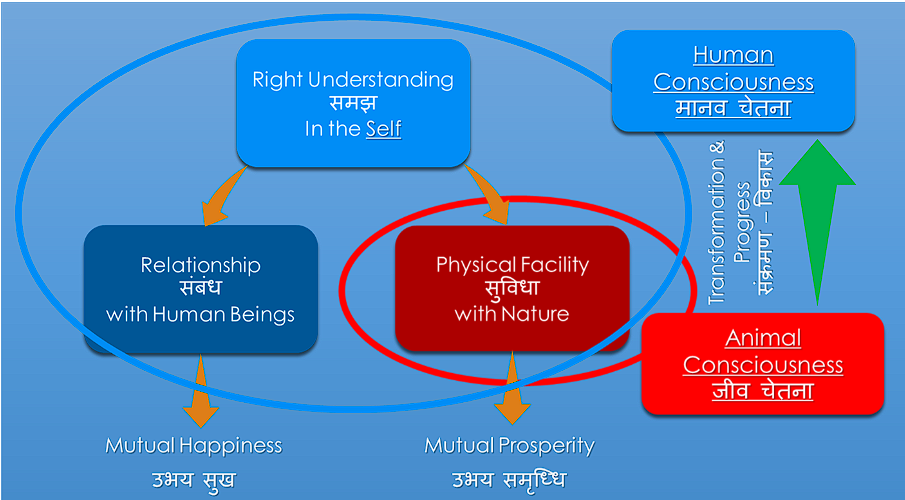 Right Understanding
समझ
In the Self
Human
Consciousness
मानव चेतना
Transformation &
Progress
संक्रमण – विकास
Relationship
संबंध
with Human Beings
Physical Facility
सुविधा
with Nature
Animal
Consciousness
जीव चेतना
Mutual Happiness
उभय सुख
Mutual Prosperity
उभय समृध्धि